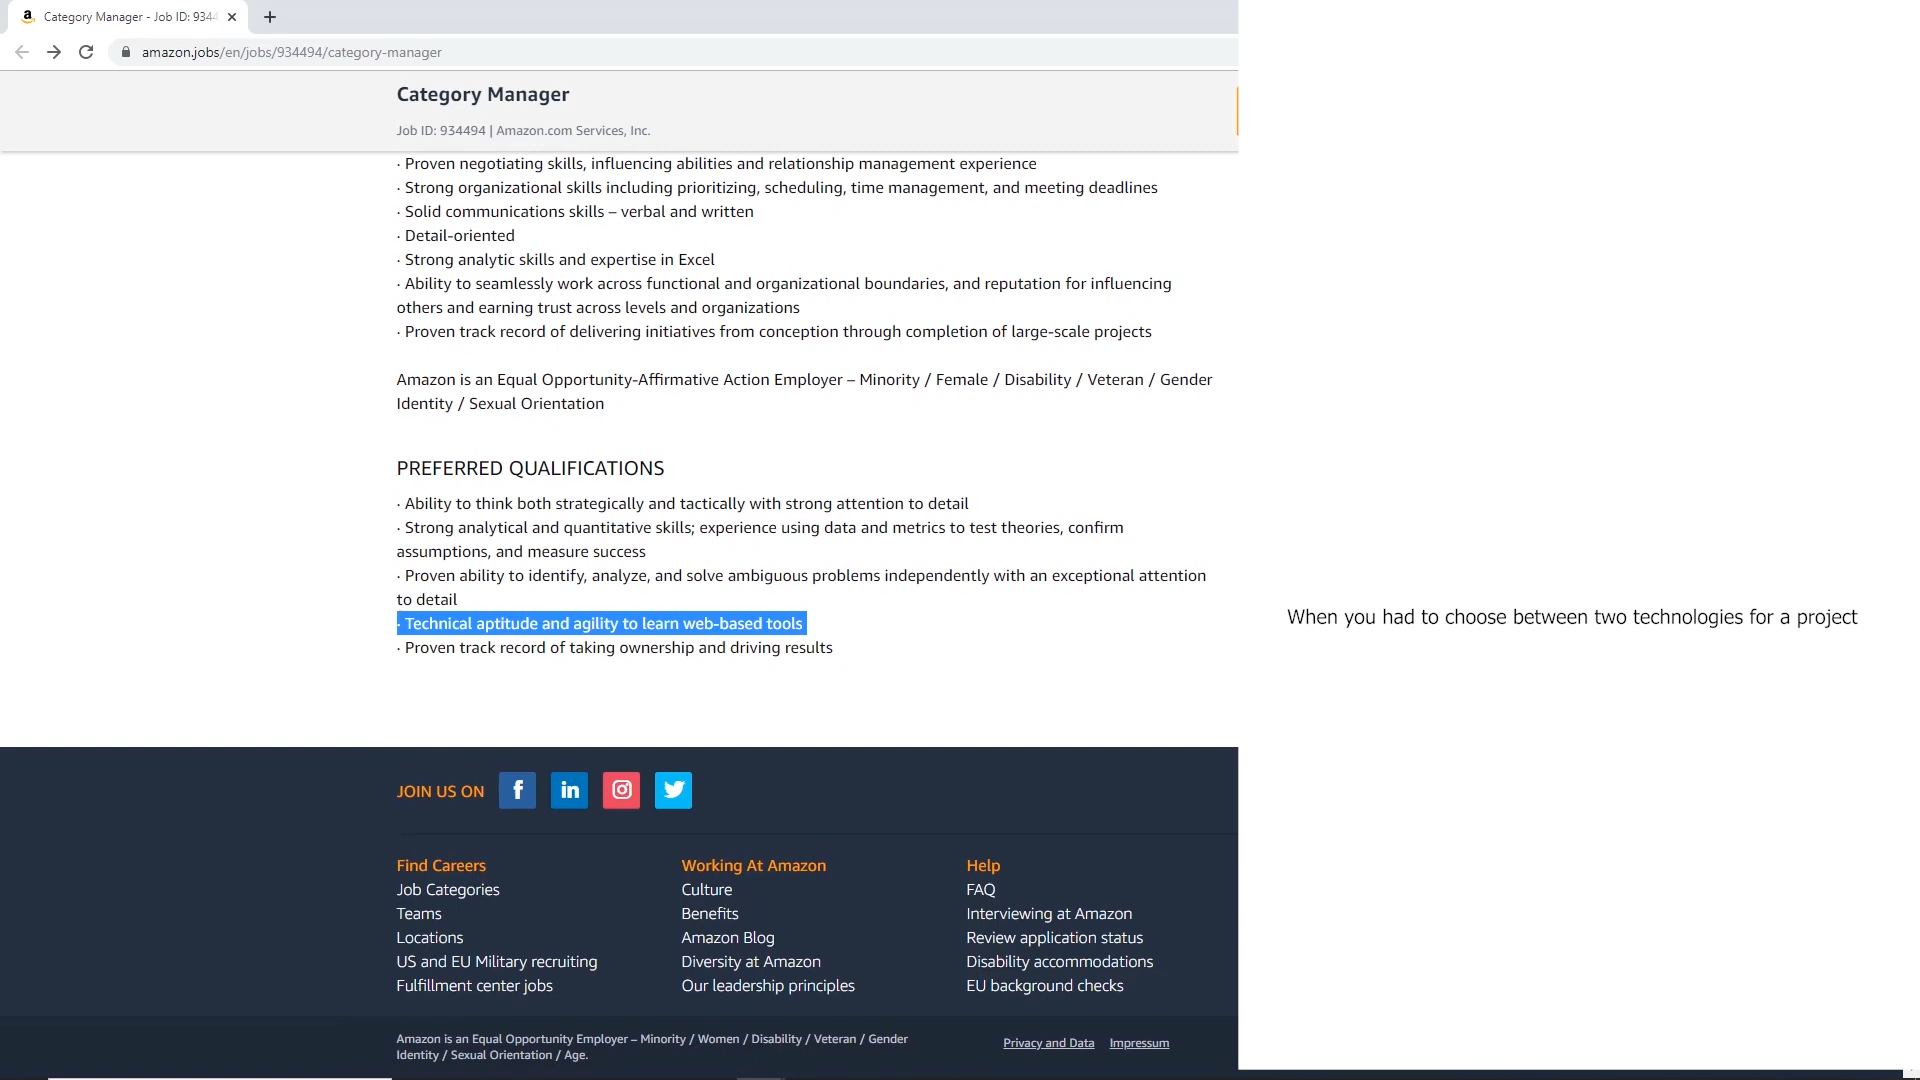 Category Manager - Job ID: 9344
amazon.jobs/en/jobs/934494/category-manager
Category Manager
Job ID: 934494 | Amazon.com Services, Inc.
· Proven negotiating skills, influencing abilities and relationship management experience
· Strong organizational skills including prioritizing, scheduling, time management, and meeting deadlines
· Solid communications skills – verbal and written
· Detail-oriented
· Strong analytic skills and expertise in Excel
· Ability to seamlessly work across functional and organizational boundaries, and reputation for influencing
others and earning trust across levels and organizations
· Proven track record of delivering initiatives from conception through completion of large-scale projects
Amazon is an Equal Opportunity-Affirmative Action Employer – Minority / Female / Disability / Veteran / Gender
Identity / Sexual Orientation
PREFERRED QUALIFICATIONS
· Ability to think both strategically and tactically with strong attention to detail
· Strong analytical and quantitative skills; experience using data and metrics to test theories, confirm
assumptions, and measure success
· Proven ability to identify, analyze, and solve ambiguous problems independently with an exceptional attention
to detail
· Technical aptitude and agility to learn web-based tools
· Proven track record of taking ownership and driving results
When you had to choose between two technologies for a project
JOIN US ON
Find Careers
Job Categories
Teams
Locations
US and EU Military recruiting
Fulfillment center jobs
Working At Amazon
Culture
Benefits
Amazon Blog
Diversity at Amazon
Our leadership principles
Help
FAQ
Interviewing at Amazon
Review application status
Disability accommodations
EU background checks
Amazon is an Equal Opportunity Employer – Minority / Women / Disability / Veteran / Gender
Identity / Sexual Orientation / Age.
Privacy and Data
Impressum